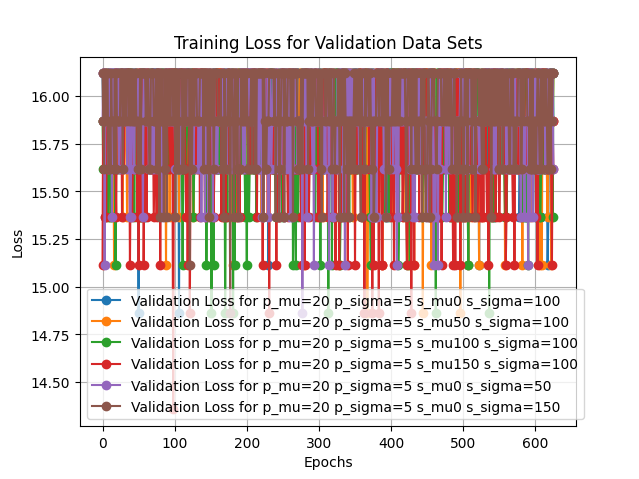 Training Loss for Validation Data Sets
Loss
16.00
15.75
15.50
15.25
15.00
14.75
14.50
Validation Loss for p_mu=20 p_sigma=5 s_mu0 s_sigma=100
Validation Loss for p_mu=20 p_sigma=5 s_mu50 s_sigma=100
Validation Loss for p_mu=20 p_sigma=5 s_mu100 s_sigma=100
Validation Loss for p_mu=20 p_sigma=5 s_mu150 s_sigma=100
Validation Loss for p_mu=20 p_sigma=5 s_mu0 s_sigma=50
Validation Loss for p_mu=20 p_sigma=5 s_mu0 s_sigma=150
0 100 200 300 400 500 600
Epochs